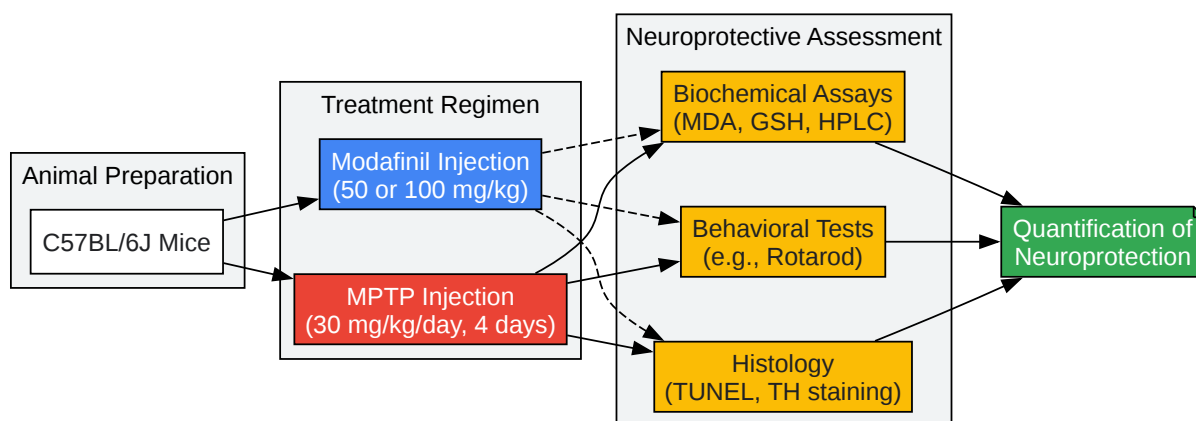 Animal Preparation
C57BL/6J Mice
Treatment Regimen
Modafinil Injection
(50 or 100 mg/kg)
MPTP Injection
(30 mg/kg/day, 4 days)
Neuroprotective Assessment
Biochemical Assays
(MDA, GSH, HPLC)
Behavioral Tests
(e.g., Rotarod)
Histology
(TUNEL, TH staining)
Quantification of
Neuroprotection